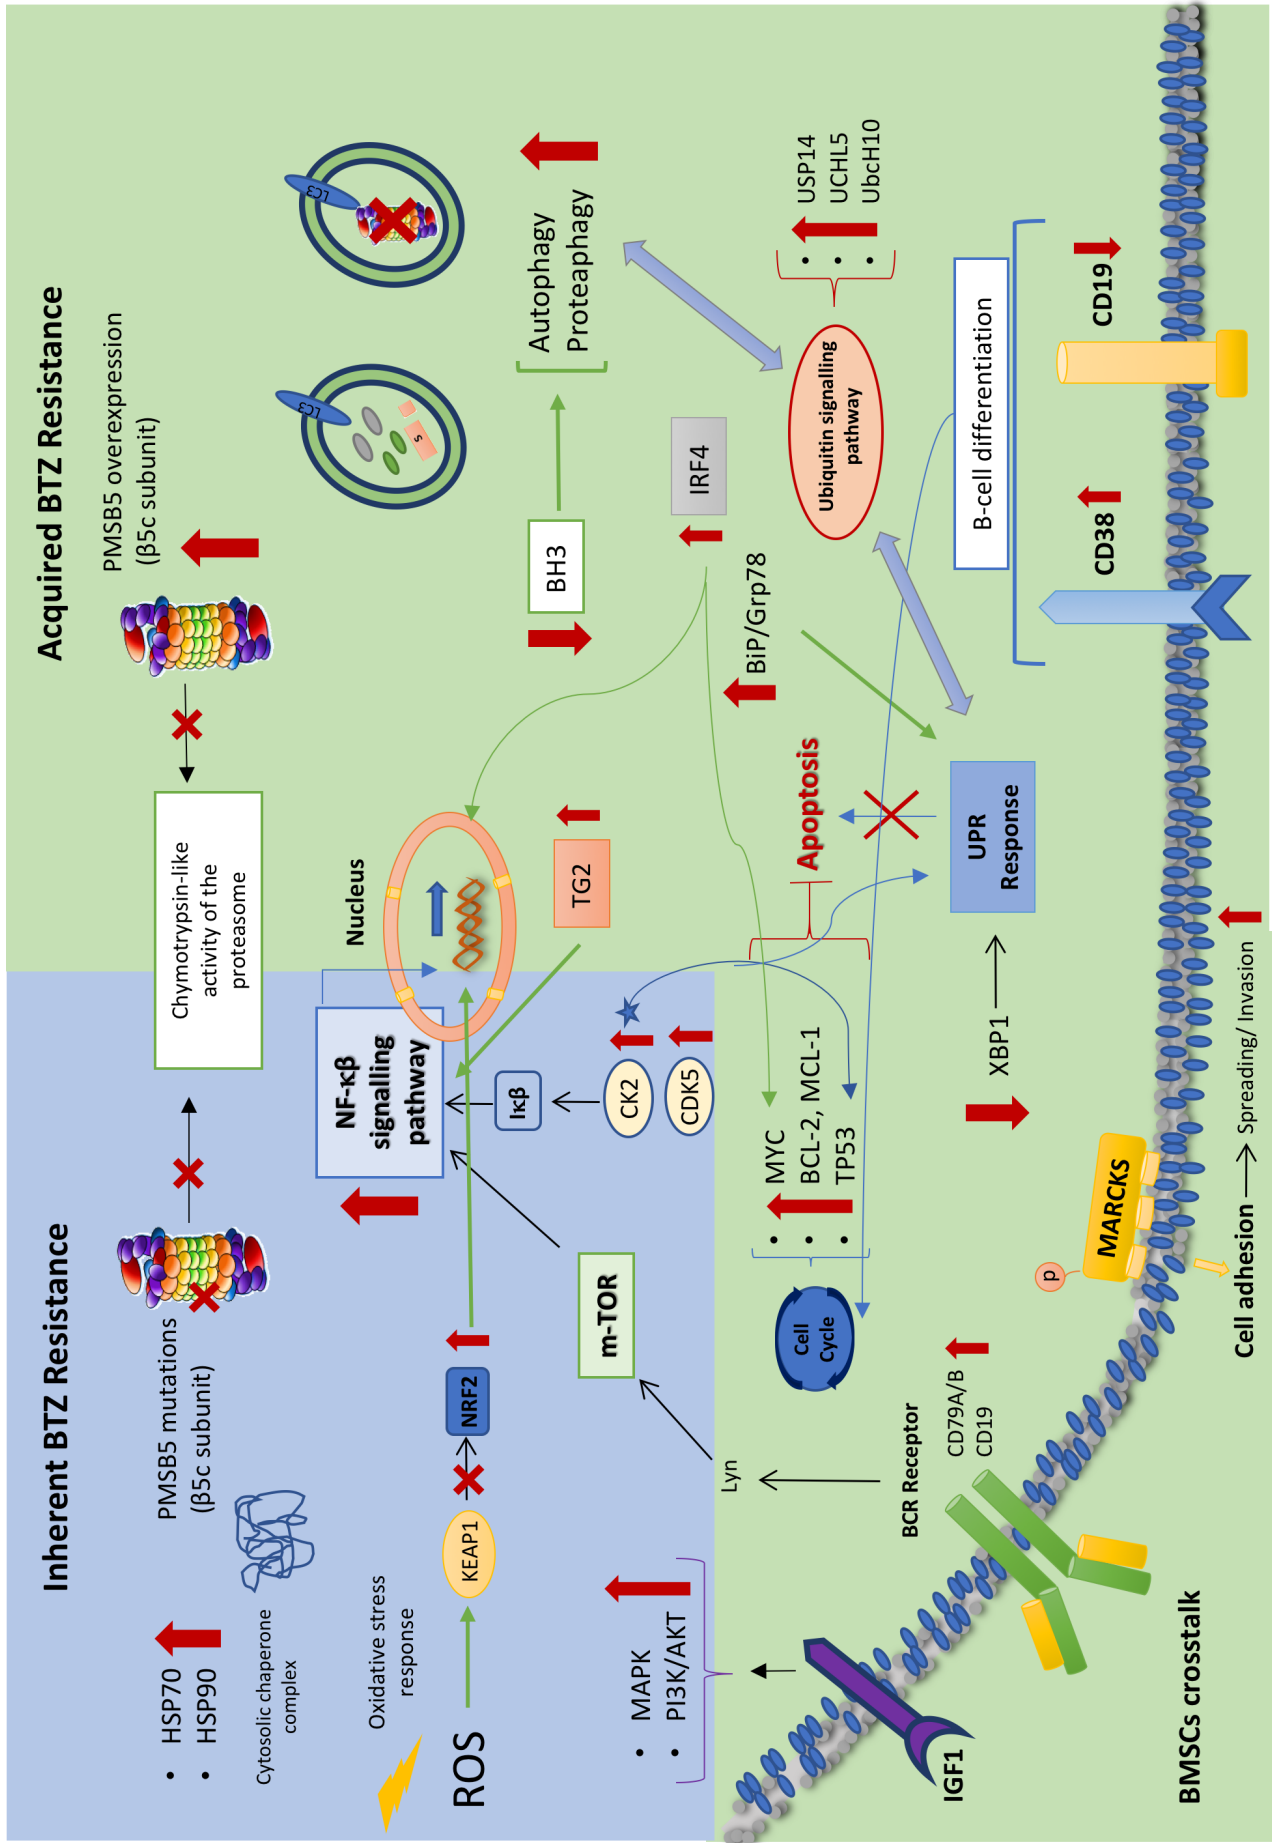 Inherent BTZ Resistance
Acquired BTZ Resistance
• HSP70
• HSP90
Cytosolic chaperone
complex
PMSB5 mutations
(β5c subunit)
Chymotrypsin-like
activity of the
proteasome
PMSB5 overexpression
(β5c subunit)
LC3
LC3
s
Oxidative stress
response
ROS
KEAP1
NRF2
NF-κβ
signalling
pathway
Nucleus
Iκβ
CK2
CDK5
TG2
BH3
Autophagy
Proteaphagy
• MAPK
• PI3K/AKT
m-TOR
Lyn
IRF4
BiP/Grp78
Cell
Cycle
• MYC
• BCL-2, MCL-1
• TP53
Apoptosis
Ubiquitin signalling
pathway
• USP14
• UCHL5
• UbcH10
BCR Receptor
CD79A/B
CD19
XBP1
UPR
Response
B-cell differentiation
CD38
CD19
IGF1
p
MARCKS
BMSCs crosstalk
Cell adhesion
Spreading/ Invasion